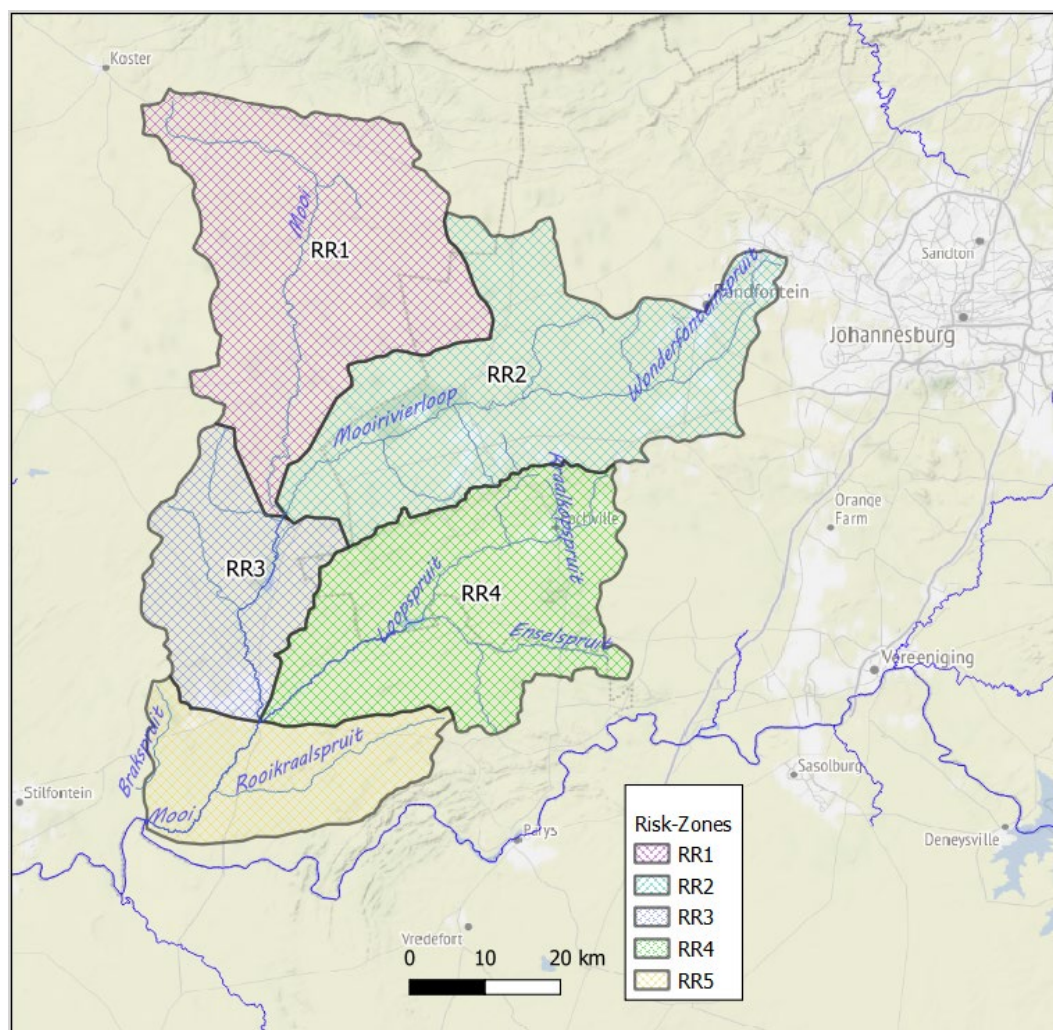 Koster
Mooi
RR1
Sandton
Randfontein
Wonderfonteinspruit
Johannesburg
RR2
Mooirivierloop
Kraalkopspruit
Orange
Farm
RR3
Loopspruit
RR4
Enselspruit
Vereeniging
Brakspruit
Rooikraalspruit
Mooi
Stilfontein
Sasolburg
Parys
Deneysville
Vredefort
0 10 20 km
Risk-Zones
RR1
RR2
RR3
RR4
RR5